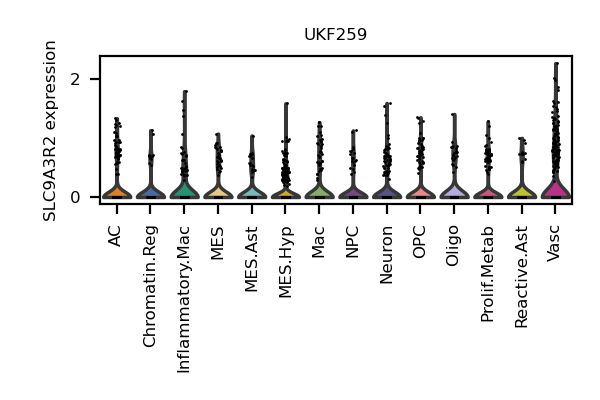 UKF259
SLC9A3R2 expression
2
0
AC
Chromatin.Reg
Inflammatory.Mac
MES
MES.Ast
MES.Hyp
Mac
NPC
Neuron
OPC
Oligo
Prolif.Metab
Reactive.Ast
Vasc